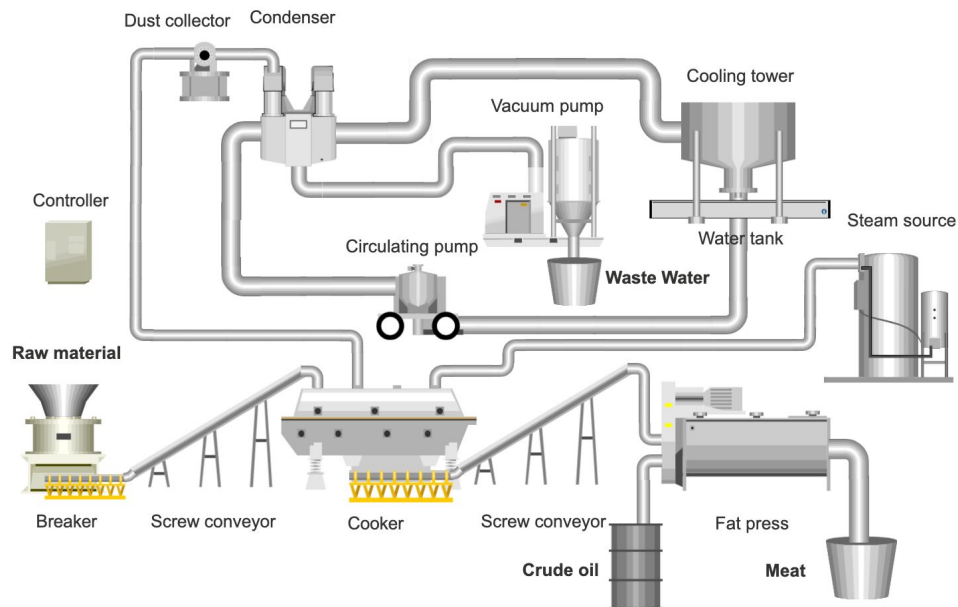 Condenser
Dust collector
Cooling tower
Vacuum pump
Controller
Steam source
Water tank
Circulating pump
Waste Water
Raw material
Breaker
Screw conveyor
Cooker
Screw conveyor
Fat press
Crude oil
Meat